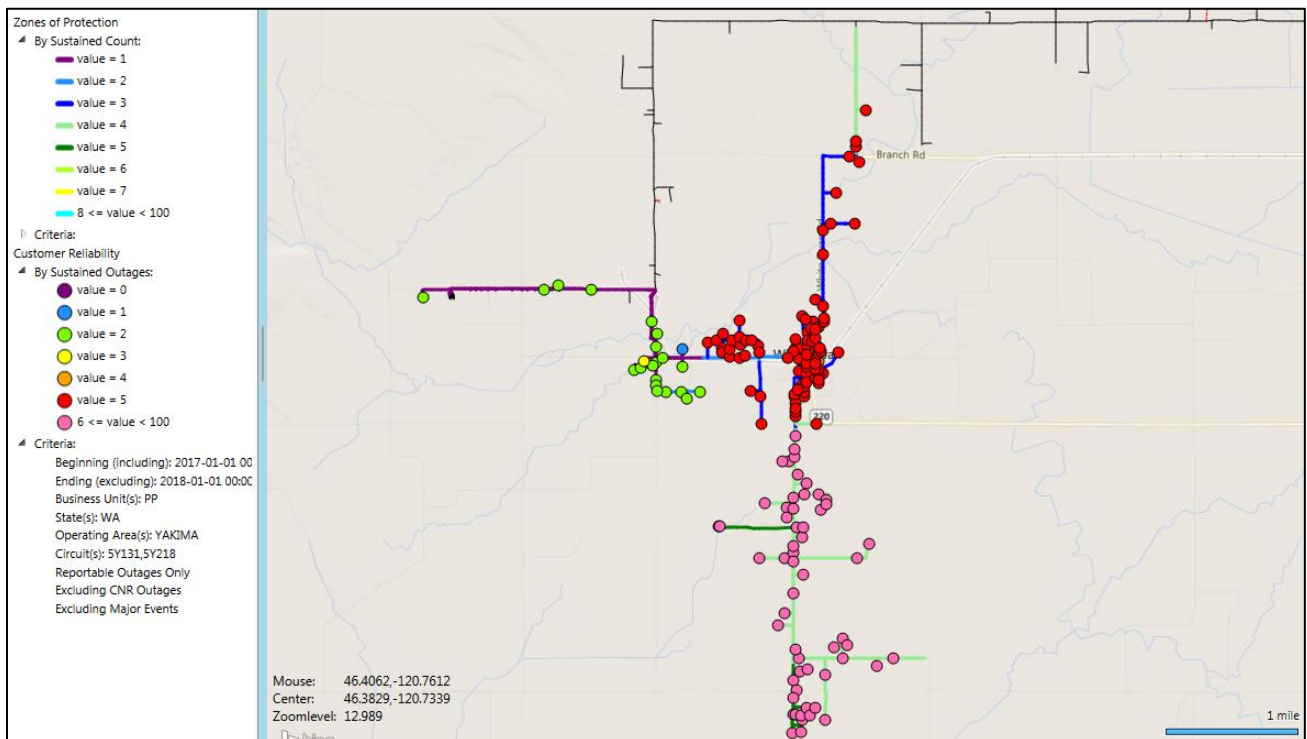 Zones of Protection
By Sustained Count:
value = 1
value = 2
value = 3
value = 4
value = 5
value = 6
value = 7
8 <= value < 100
Criteria:
Customer Reliability
By Sustained Outages:
value = 0
value = 1
value = 2
value = 3
value = 4
value = 5
6 <= value < 100
Criteria:
Beginning (including): 2017-01-01 00
Ending (excluding): 2018-01-01 00:00
Business Unit(s): PP
State(s): WA
Operating Area(s): YAKIMA
Circuit(s): 5Y131,5Y218
Reportable Outages Only
Excluding CNR Outages
Excluding Major Events
Branch Rd
220
Mouse: 46.4062,-120.7612
Center: 46.3829,-120.7339
Zoomlevel: 12.989
1 mile